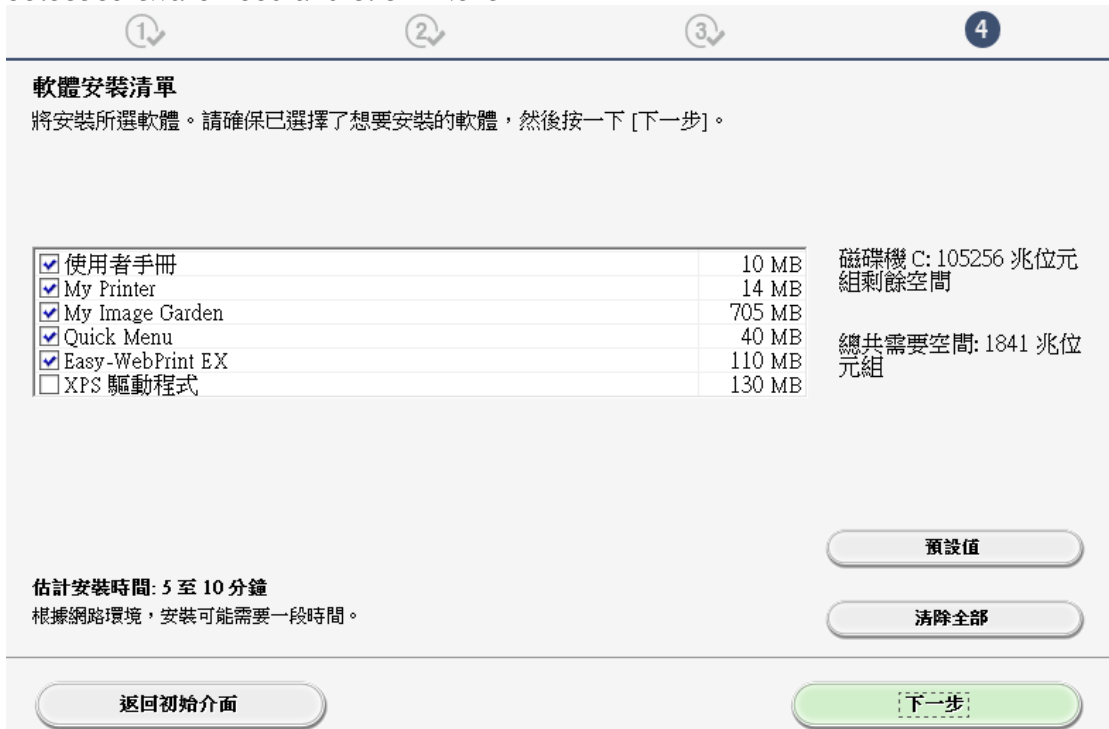 1 2 3 4
軟體安裝清單
將安裝所選軟體。請確保已選擇了想要安裝的軟體，然後按一下 [下一步]。
使用者手冊 10 MB
My Printer 14 MB
My Image Garden 705 MB
Quick Menu 40 MB
Easy-WebPrint EX 110 MB
XPS 驅動程式 130 MB
磁碟機 C: 105256 兆位元
組剩餘空間
總共需要空間: 1841 兆位
元組
預設值
估計安裝時間: 5 至 10 分鐘
根據網路環境，安裝可能需要一段時間。
清除全部
返回初始介面
下一步